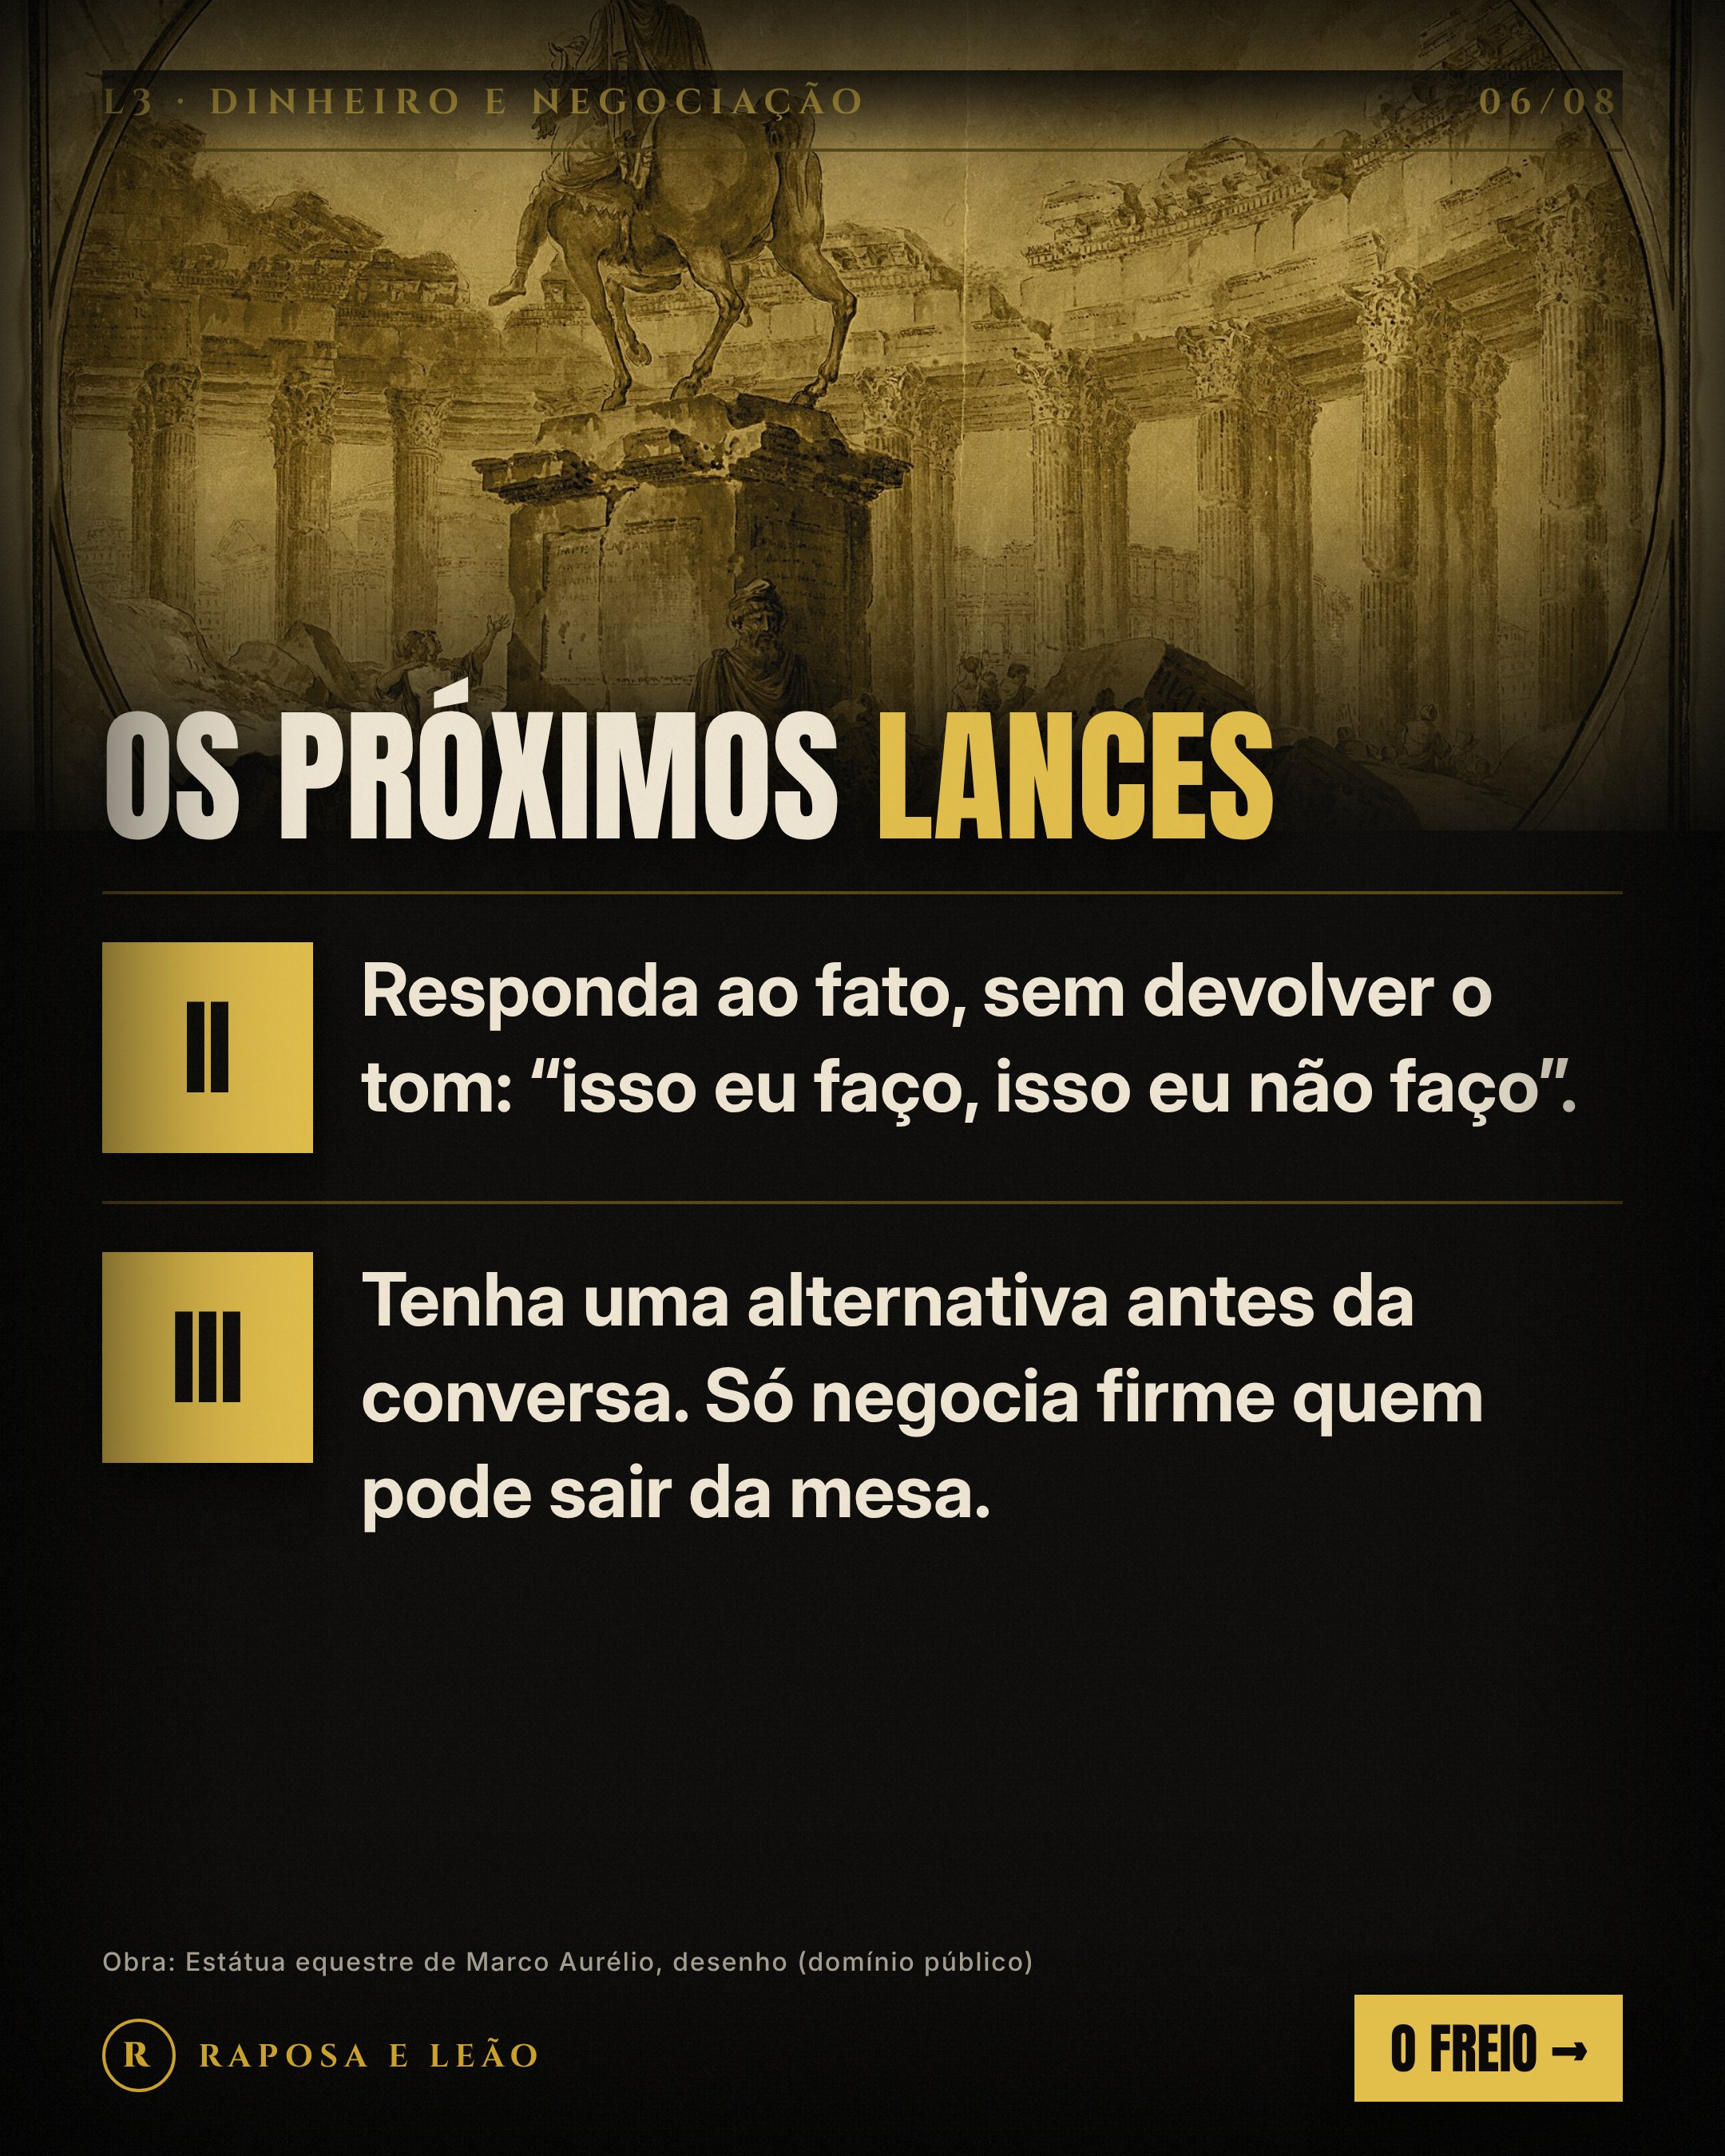 L3 · DINHEIRO E NEGOCIAÇÃO
06/08
OS PRÓXIMOS LANCES
II
Responda ao fato, sem devolver o
tom: “isso eu faço, isso eu não faço”.
III
Tenha uma alternativa antes da
conversa. Só negocia firme quem
pode sair da mesa.
Obra: Estátua equestre de Marco Aurélio, desenho (domínio público)
R RAPOSA E LEÃO
O FREIO →